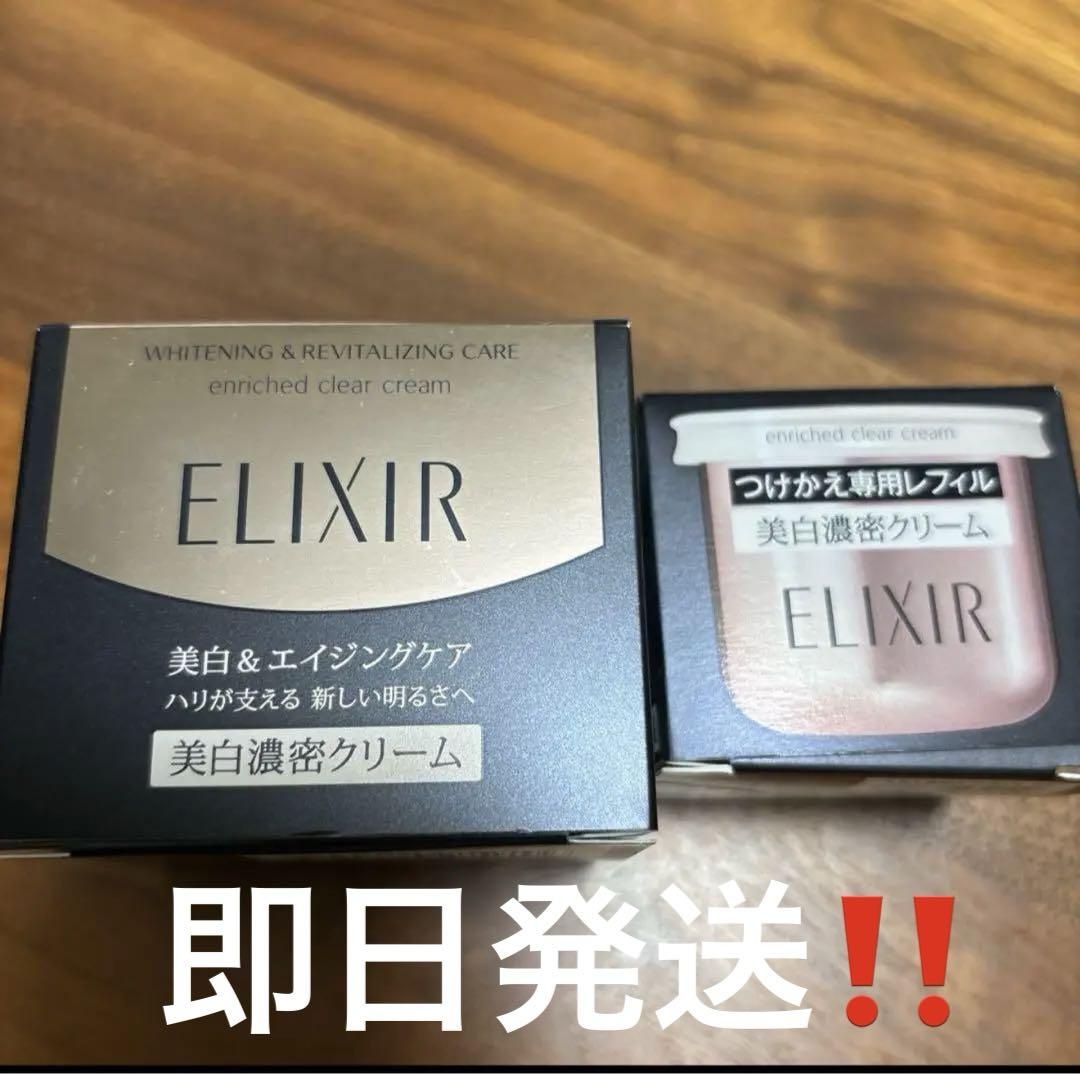 WHITENING & REVITALIZING CARE
enriched clear cream
ELIXIR
美白&エイジングケア
ハリが支える 新しい明るさへ
美白濃密クリーム
enriched clear cream
つけかえ専用レフィル
美白濃密クリーム
ELIXIR
即日発送‼️